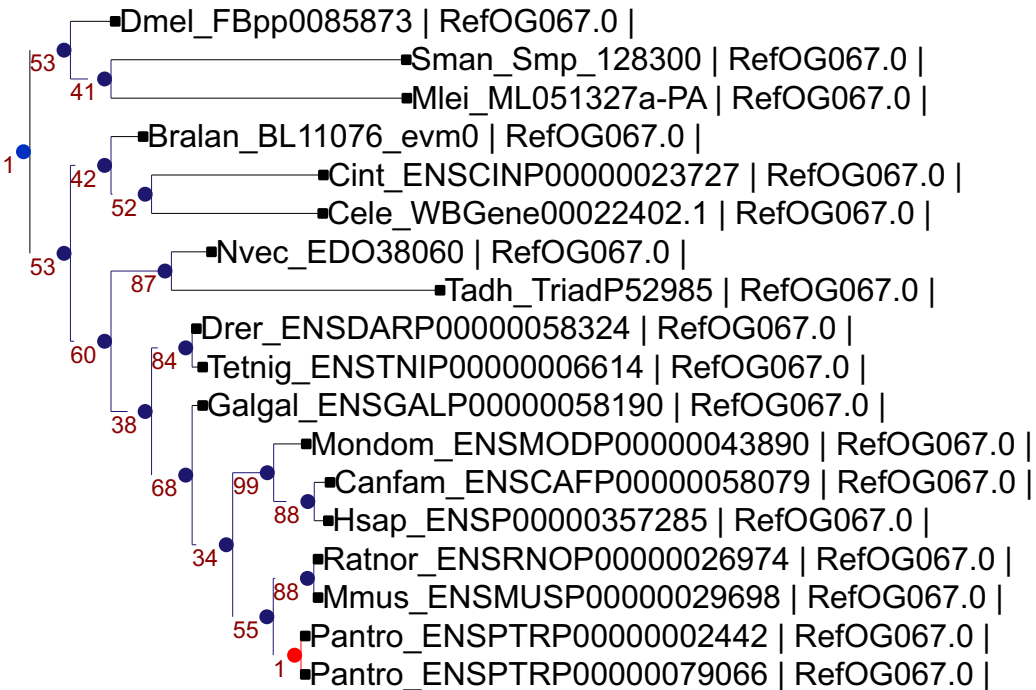 Dmel_FBpp0085873 | RefOG067.0 |
53
Sman_Smp_128300 | RefOG067.0 |
41
Mlei_ML051327a-PA | RefOG067.0 |
Bralan_BL11076_evm0 | RefOG067.0 |
1
42
Cint_ENSCINP00000023727 | RefOG067.0 |
52
Cele_WBGene00022402.1 | RefOG067.0 |
53
Nvec_EDO38060 | RefOG067.0 |
87
Tadh_TriadP52985 | RefOG067.0 |
Drer_ENSDARP00000058324 | RefOG067.0 |
60
84
Tetnig_ENSTNIP00000006614 | RefOG067.0 |
Galgal_ENSGALP00000058190 | RefOG067.0 |
38
Mondom_ENSMODP00000043890 | RefOG067.0 |
68
99
Canfam_ENSCAFP00000058079 | RefOG067.0 |
88
Hsap_ENSP00000357285 | RefOG067.0 |
34
Ratnor_ENSRNOP00000026974 | RefOG067.0 |
88
Mmus_ENSMUSP00000029698 | RefOG067.0 |
55
Pantro_ENSPTRP00000002442 | RefOG067.0 |
1
Pantro_ENSPTRP00000079066 | RefOG067.0 |